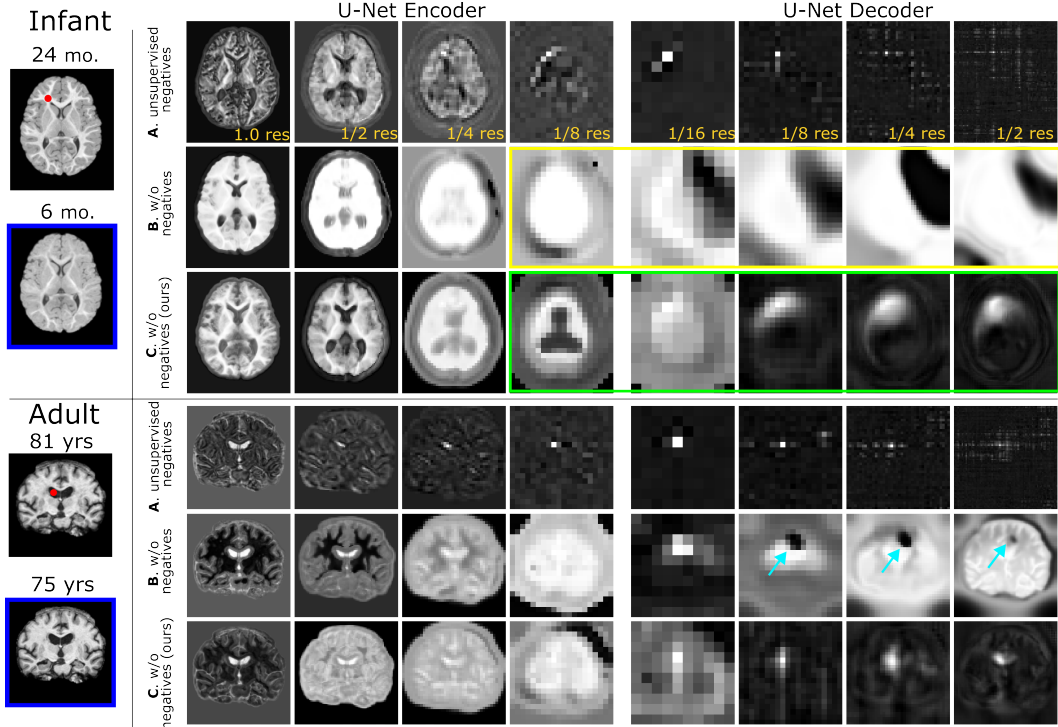 U-Net Encoder
U-Net Decoder
Infant
24 mo.
6 mo.
A. unsupervised
negatives
1.0 res
1/2 res
1/4 res
1/8 res
1/16 res
1/8 res
1/4 res
1/2 res
B. w/o
negatives
C. w/o
negatives (ours)
Adult
81 yrs
75 yrs
A. unsupervised
negatives
B. w/o
negatives
C. w/o
negatives (ours)